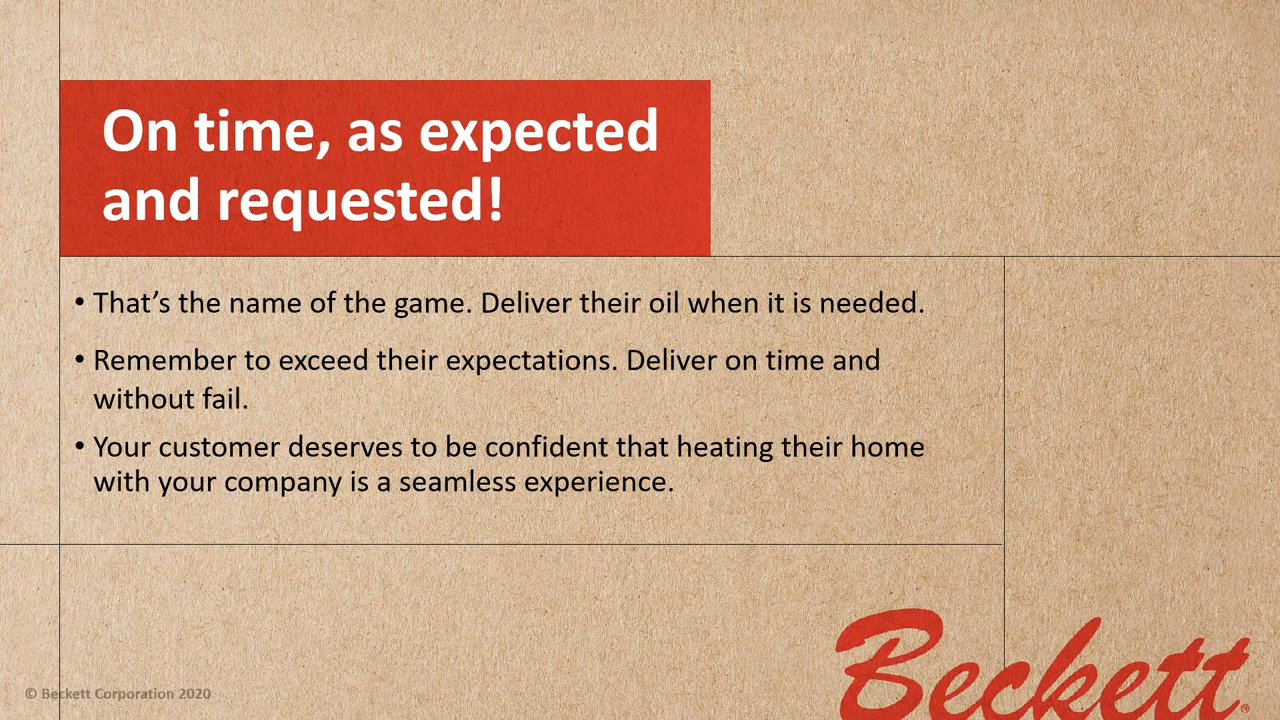 On time, as expected
and requested!
• That’s the name of the game. Deliver their oil when it is needed.
• Remember to exceed their expectations. Deliver on time and
without fail.
• Your customer deserves to be confident that heating their home
with your company is a seamless experience.
© Beckett Corporation 2020
Beckett®